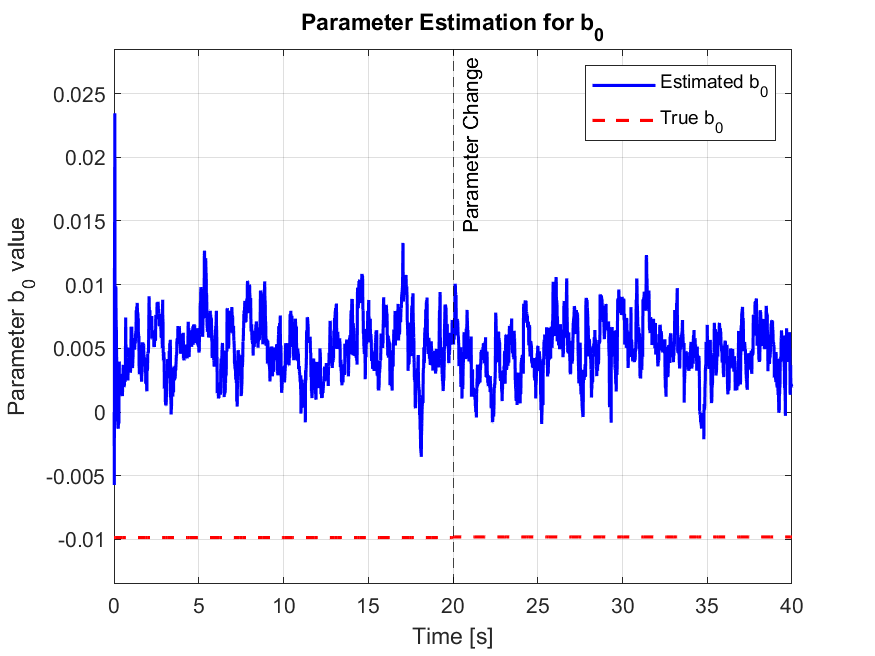 Parameter Estimation for b0
Estimated b0
True b0
Parameter Change
Parameter b0 value
0.025
0.02
0.015
0.01
0.005
0
-0.005
-0.01
0 5 10 15 20 25 30 35 40
Time [s]